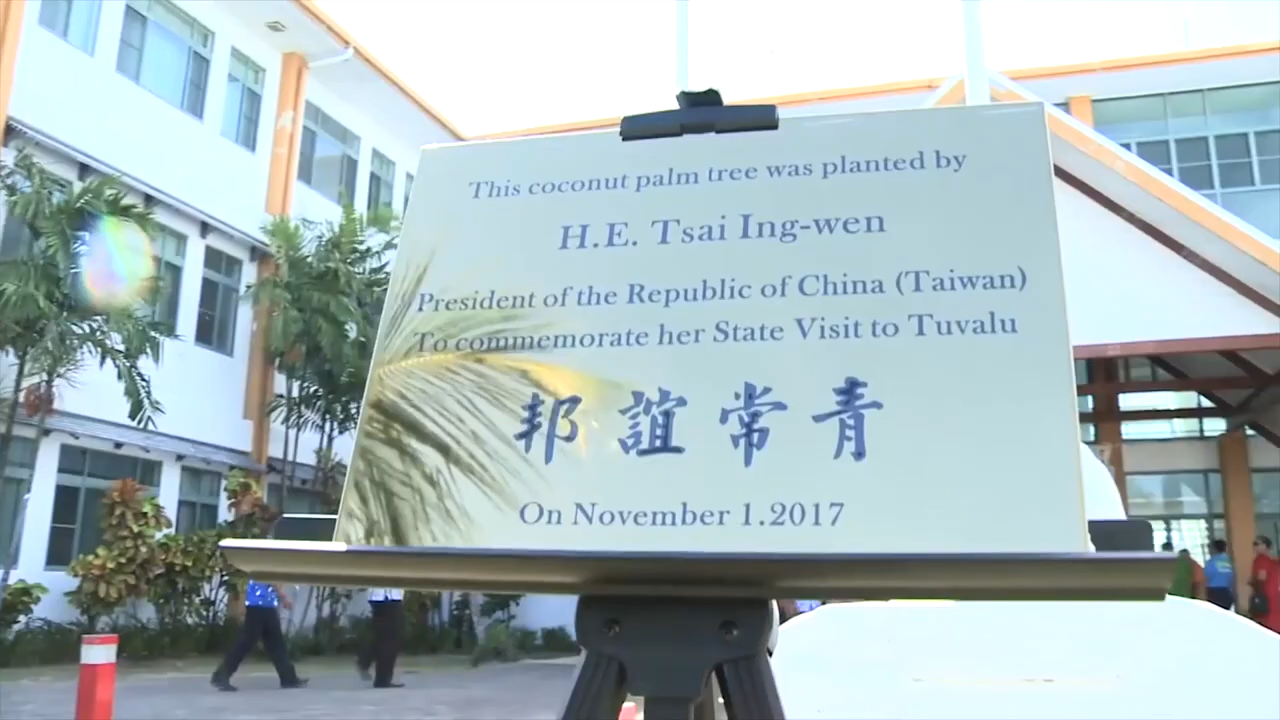 This coconut palm tree was planted by
H.E. Tsai Ing-wen
President of the Republic of China (Taiwan)
To commemorate her State Visit to Tuvalu
邦誼常青
On November 1.2017